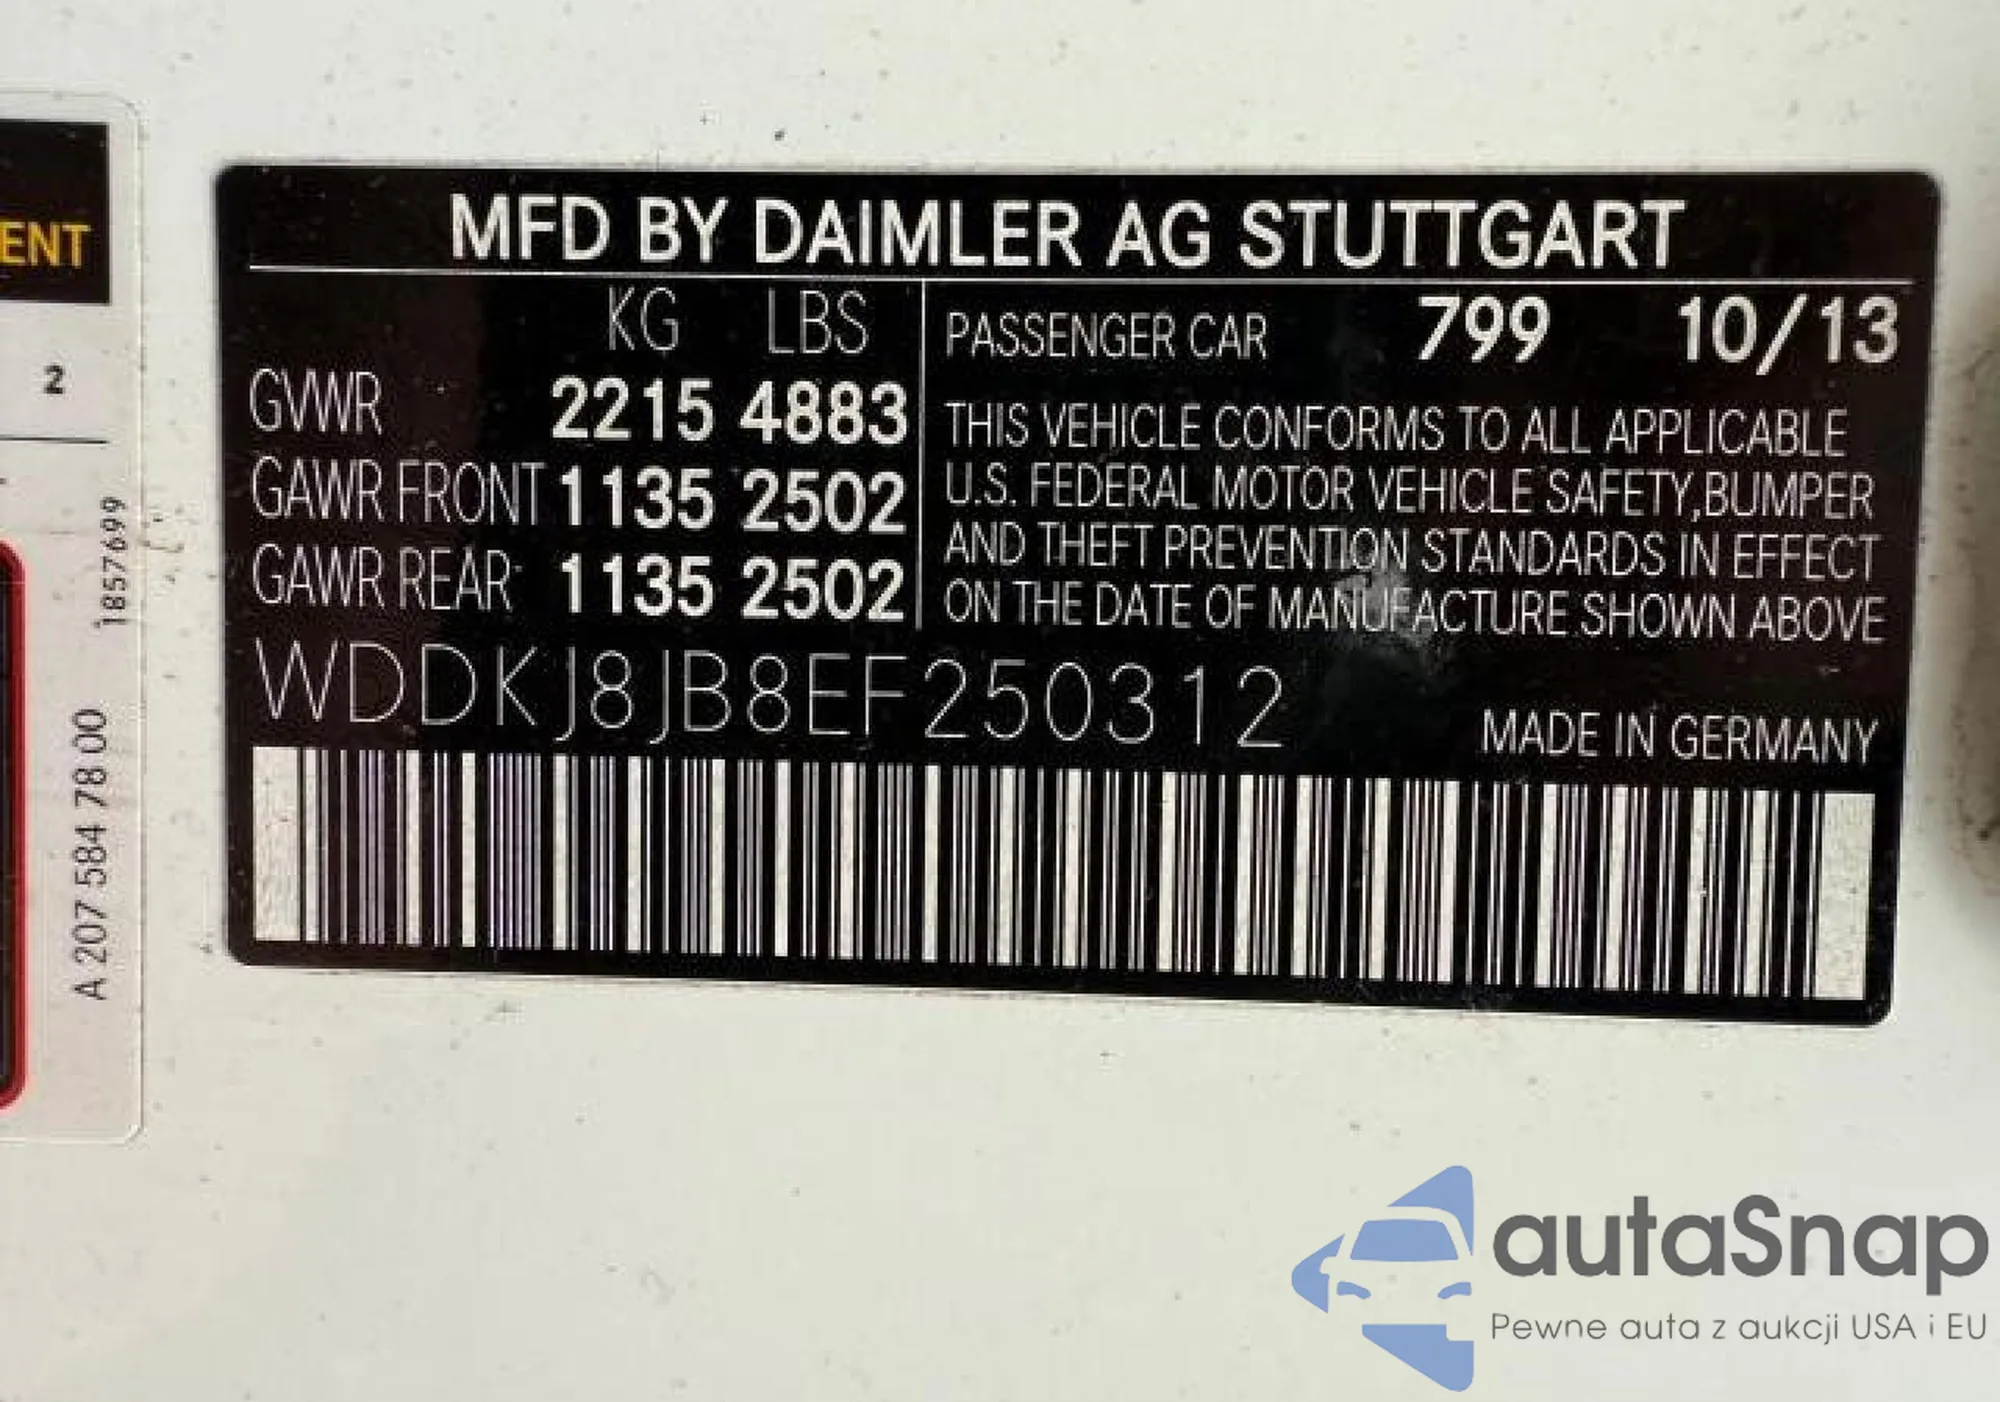 ENT
2
1857699
A 207 584 78 00
MFD BY DAIMLER AG STUTTGART
KG LBS
GVWR 2215 4883
GAWR FRONT 1135 2502
GAWR REAR 1135 2502
PASSENGER CAR 799 10/13
THIS VEHICLE CONFORMS TO ALL APPLICABLE
U.S. FEDERAL MOTOR VEHICLE SAFETY,BUMPER
AND THEFT PREVENTION STANDARDS IN EFFECT
ON THE DATE OF MANUFACTURE SHOWN ABOVE
WDDKJ8JB8EF250312
MADE IN GERMANY
autaSnap
Pewne auta z aukcji USA i EU